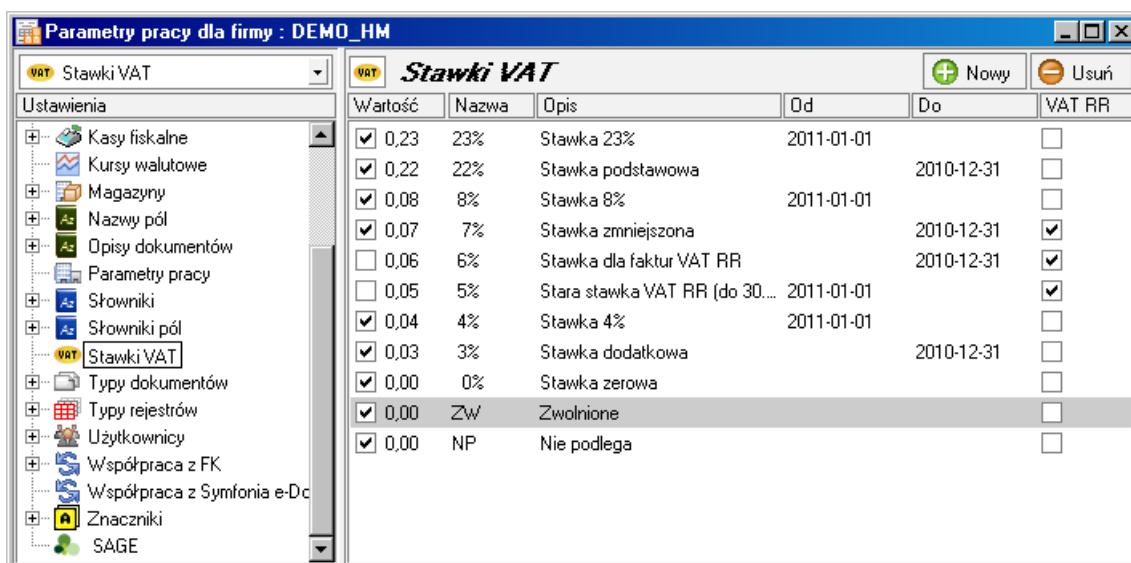 Parametry pracy dla firmy : DEMO_HM
Stawki VAT
Ustawienia
Kasy fiskalne
Kursy walutowe
Magazyny
Nazwy pól
Opisy dokumentów
Parametry pracy
Słowniki
Słowniki pól
Stawki VAT
Typy dokumentów
Typy rejestrów
Użytkownicy
Współpraca z FK
Współpraca z Symfonia e-Do
Znaczniki
SAGE
VAT Stawki VAT Nowy Usuń
Wartość Nazwa Opis Od Do VAT RR
0,23 23% Stawka 23% 2011-01-01
0,22 22% Stawka podstawowa 2010-12-31
0,08 8% Stawka 8% 2011-01-01
0,07 7% Stawka zmniejszona 2010-12-31
0,06 6% Stawka dla faktur VAT RR 2010-12-31
0,05 5% Stara stawka VAT RR (do 30.... 2011-01-01
0,04 4% Stawka 4% 2011-01-01
0,03 3% Stawka dodatkowa 2010-12-31
0,00 0% Stawka zerowa
0,00 ZW Zwolnione
0,00 NP Nie podlega